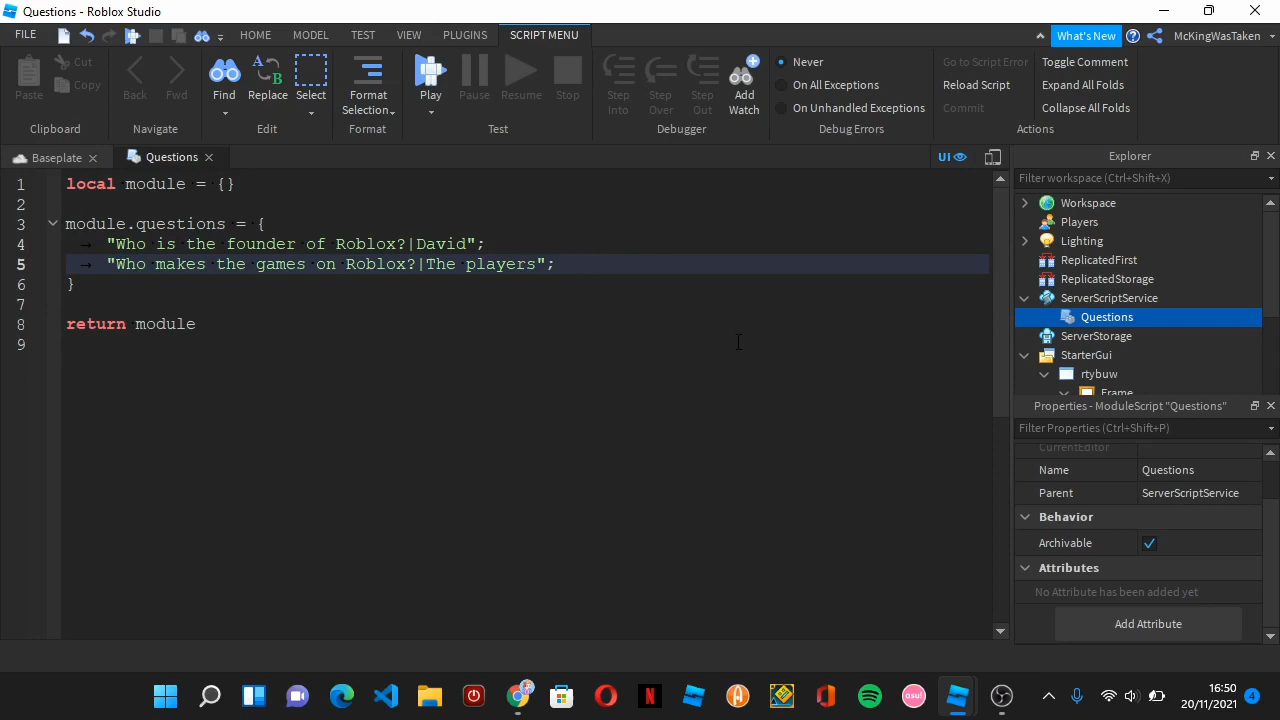 Questions - Roblox Studio
FILE
HOME
MODEL
TEST
VIEW
PLUGINS
SCRIPT MENU
What's New
McKingWasTaken
Paste
Cut
Copy
Clipboard
Back
Fwd
Navigate
Find
Replace
Select
Edit
Format
Selection
Format
Play
Pause
Resume
Stop
Test
Step
Into
Step
Over
Step
Out
Add
Watch
Debugger
Never
On All Exceptions
On Unhandled Exceptions
Debug Errors
Go to Script Error
Reload Script
Commit
Toggle Comment
Expand All Folds
Collapse All Folds
Actions
Baseplate
Questions
UI
1 local module = {}
2
3 module.questions = {
4 "Who is the founder of Roblox?|David";
5 "Who makes the games on Roblox?|The players";
6 }
7
8 return module
9
Explorer
Filter workspace (Ctrl+Shift+X)
Workspace
Players
Lighting
ReplicatedFirst
ReplicatedStorage
ServerScriptService
Questions
ServerStorage
StarterGui
rtybuw
Frame
Properties - ModuleScript "Questions"
Filter Properties (Ctrl+Shift+P)
CurrentEditor
Name Questions
Parent ServerScriptService
Behavior
Archivable
Attributes
No Attribute has been added yet
Add Attribute
osu!
16:50
20/11/2021
4